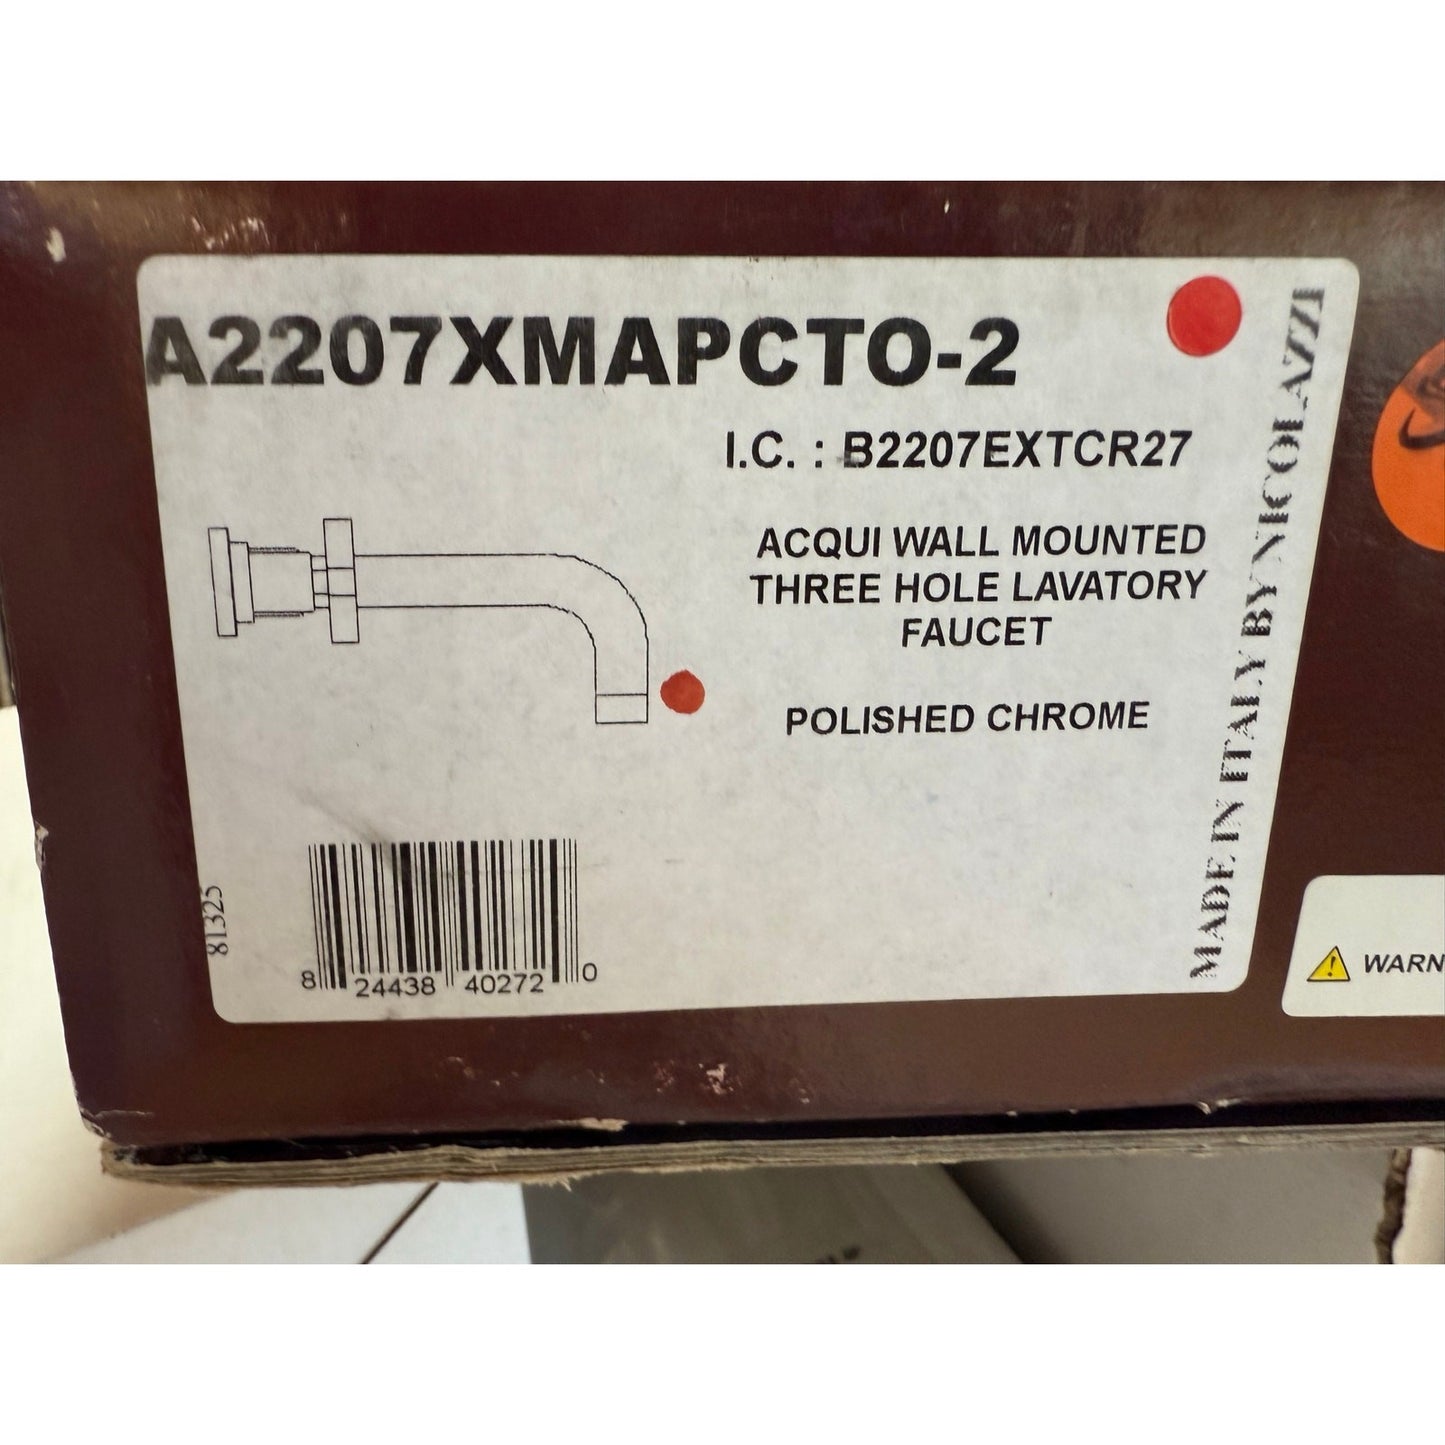 A2207XMAPCTO-2
I.C. : B2207EXTCR27
ACQUI WALL MOUNTED
THREE HOLE LAVATORY
FAUCET
POLISHED CHROME
MADE IN ITALY BY NICOLAZZI
81325
8 24438 40272 0
WARN